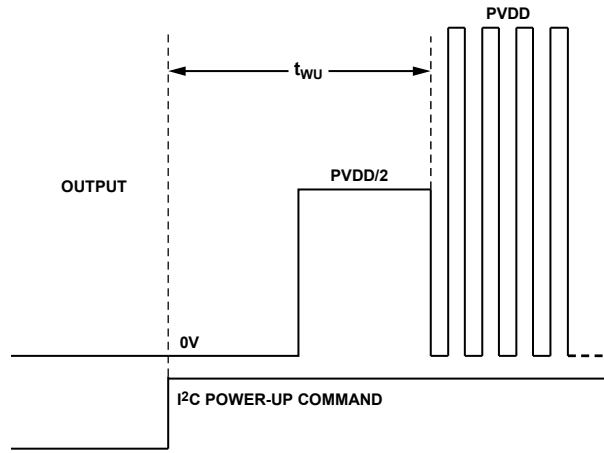 PVDD
tWU
OUTPUT
PVDD/2
0V
I²C POWER-UP COMMAND